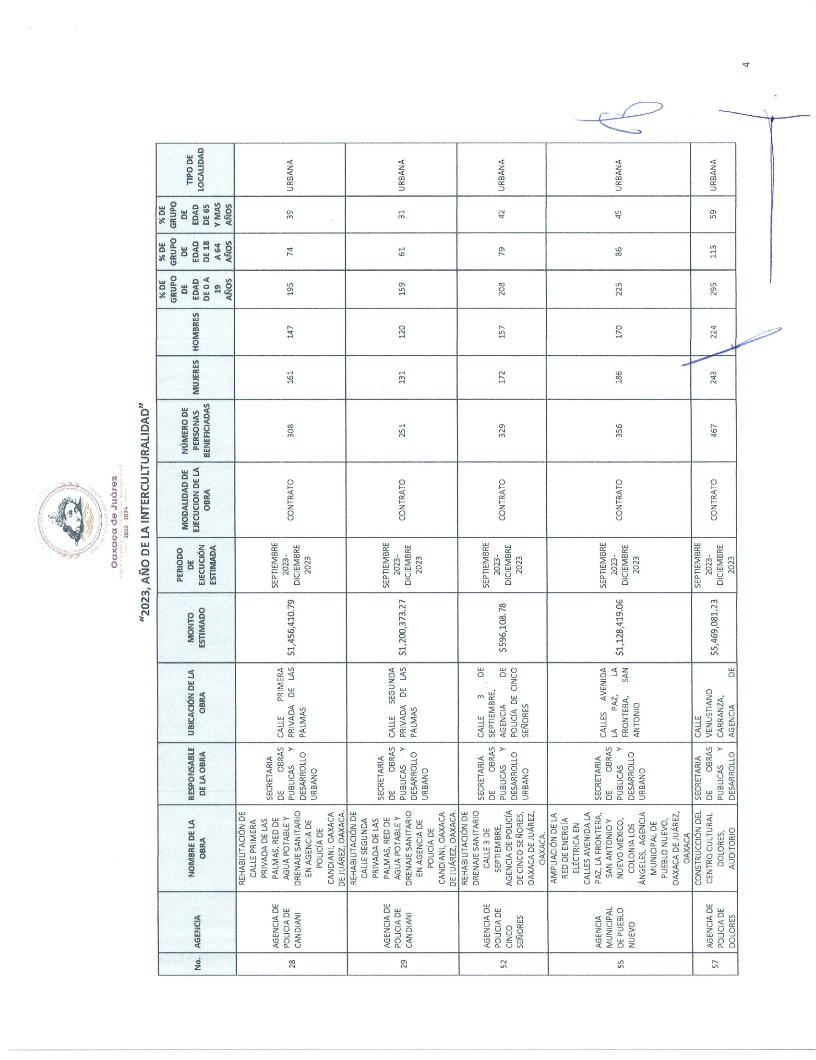 4
Oaxaca de Juárez
2022 - 2024
“2023, AÑO DE LA INTERCULTURALIDAD”
No.
AGENCIA
NOMBRE DE LA
OBRA
RESPONSABLE
DE LA OBRA
UBICACIÓN DE LA
OBRA
MONTO
ESTIMADO
PERIODO
DE
EJECUCIÓN
ESTIMADA
MODALIDAD DE
EJECUCION DE LA
OBRA
NÚMERO DE
PERSONAS
BENEFICIADAS
MUJERES
HOMBRES
% DE
GRUPO
DE
EDAD
DE 0 A
19
AÑOS
% DE
GRUPO
DE
EDAD
DE 18
A 64
AÑOS
% DE
GRUPO
DE
EDAD
DE 65
Y MAS
AÑOS
TIPO DE
LOCALIDAD
28
AGENCIA DE
POLICIA DE
CANDIANI
REHABILITACIÓN DE
CALLE PRIMERA
PRIVADA DE LAS
PALMAS, RED DE
AGUA POTABLE Y
DRENAJE SANITARIO
EN AGENCIA DE
POLICÍA DE
CANDIANI, OAXACA
DE JUÁREZ, OAXACA.
SECRETARIA
DE OBRAS
PUBLICAS Y
DESARROLLO
URBANO
CALLE PRIMERA
PRIVADA DE LAS
PALMAS
$1,456,410.79
SEPTIEMBRE
2023-
DICIEMBRE
2023
CONTRATO
308
161
147
195
74
39
URBANA
29
AGENCIA DE
POLICIA DE
CANDIANI
REHABILITACIÓN DE
CALLE SEGUNDA
PRIVADA DE LAS
PALMAS, RED DE
AGUA POTABLE Y
DRENAJE SANITARIO
EN AGENCIA DE
POLICÍA DE
CANDIANI, OAXACA
DE JUÁREZ, OAXACA.
SECRETARIA
DE OBRAS
PUBLICAS Y
DESARROLLO
URBANO
CALLE SEGUNDA
PRIVADA DE LAS
PALMAS
$1,200,373.27
SEPTIEMBRE
2023-
DICIEMBRE
2023
CONTRATO
251
131
120
159
61
31
URBANA
52
AGENCIA DE
POLICIA DE
CINCO
SEÑORES
REHABILITACIÓN DE
DRENAJE SANITARIO
CALLE 3 DE
SEPTIEMBRE,
AGENCIA DE POLICÍA
DE CINCO SEÑORES,
OAXACA DE JUÁREZ,
OAXACA.
SECRETARIA
DE OBRAS
PUBLICAS Y
DESARROLLO
URBANO
CALLE 3 DE
SEPTIEMBRE,
AGENCIA DE
POLICÍA DE CINCO
SEÑORES
$596,108.78
SEPTIEMBRE
2023-
DICIEMBRE
2023
CONTRATO
329
172
157
208
79
42
URBANA
55
AGENCIA
MUNICIPAL
DE PUEBLO
NUEVO
AMPLIACIÓN DE LA
RED DE ENERGÍA
ELECTRICA EN
CALLES AVENIDA LA
PAZ, LA FRONTERA,
SAN ANTONIO Y
NUEVO MÉXICO,
COLONIA LOS
ÁNGELES, AGENCIA
MUNICIPAL DE
PUEBLO NUEVO,
OAXACA DE JUÁREZ,
OAXACA
SECRETARIA
DE OBRAS
PUBLICAS Y
DESARROLLO
URBANO
CALLES AVENIDA
LA PAZ, LA
FRONTERA, SAN
ANTONIO
$1,128,419.06
SEPTIEMBRE
2023-
DICIEMBRE
2023
CONTRATO
356
186
170
225
86
45
URBANA
57
AGENCIA DE
POLICIA DE
DOLORES
CONSTRUCCIÓN DEL
CENTRO CULTURAL
DOLORES,
AUDITORIO
SECRETARIA
DE OBRAS
PUBLICAS Y
DESARROLLO
CALLE
VENUSTIANO
CARRANZA,
AGENCIA DE
$5,469,081.23
SEPTIEMBRE
2023-
DICIEMBRE
2023
CONTRATO
467
243
224
295
113
59
URBANA